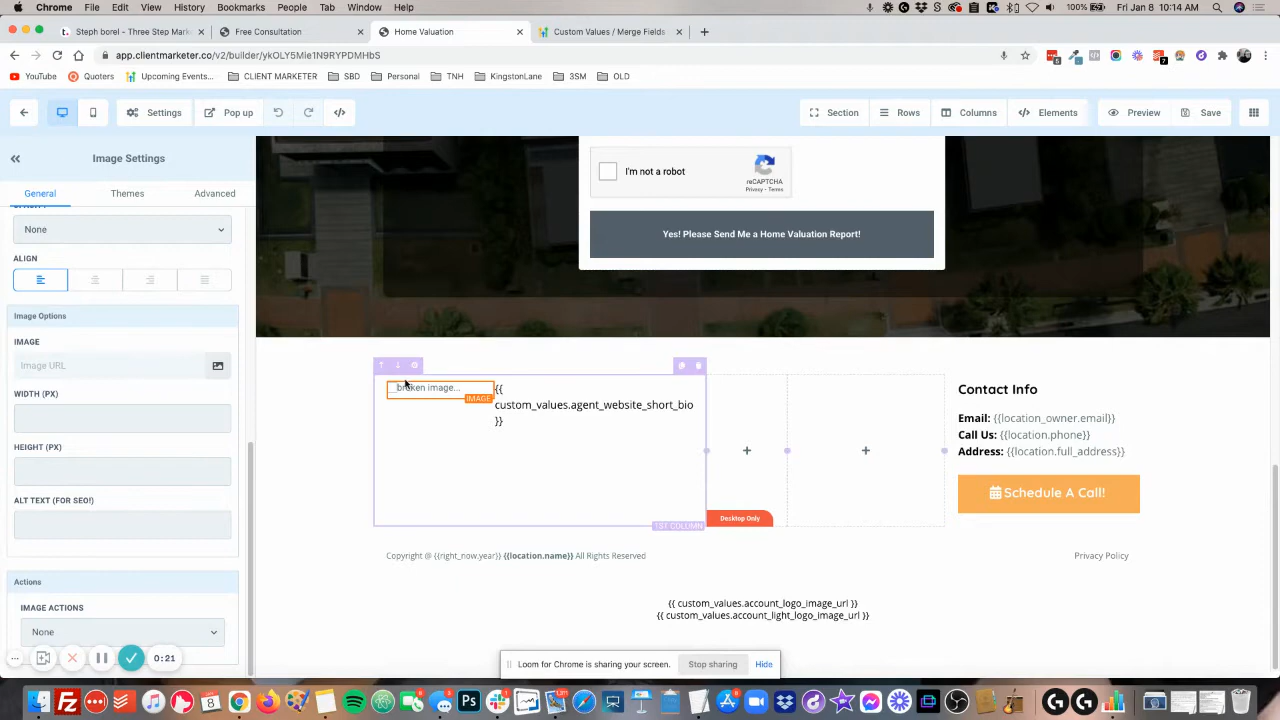 Chrome File Edit View History Bookmarks People Tab Window Help 100% Fri Jan 8 10:14 AM
Steph borel - Three Step Mark × Free Consultation × Home Valuation × Custom Values / Merge Fields × +
app.clientmarketer.co/v2/builder/ykOLY5Mie1N9RYPDMHbS
YouTube Quoters Upcoming Events... CLIENT MARKETER SBD Personal TNH KingstonLane 3SM OLD
Settings Pop up Section Rows Columns Elements Preview Save
Image Settings
General Themes Advanced
None
ALIGN
Image Options
IMAGE
Image URL
WIDTH (PX)
HEIGHT (PX)
ALT TEXT (FOR SEO!)
Actions
IMAGE ACTIONS
None
0:21
I'm not a robot
reCAPTCHA
Privacy - Terms
Yes! Please Send Me a Home Valuation Report!
broken image...
IMAGE
{{
custom_values.agent_website_short_bio
}}
1ST COLUMN
Desktop Only
Contact Info
Email: {{location_owner.email}}
Call Us: {{location.phone}}
Address: {{location.full_address}}
Schedule A Call!
Copyright @ {{right_now.year}} {{location.name}} All Rights Reserved
Privacy Policy
{{ custom_values.account_logo_image_url }}
{{ custom_values.account_light_logo_image_url }}
Loom for Chrome is sharing your screen. Stop sharing Hide